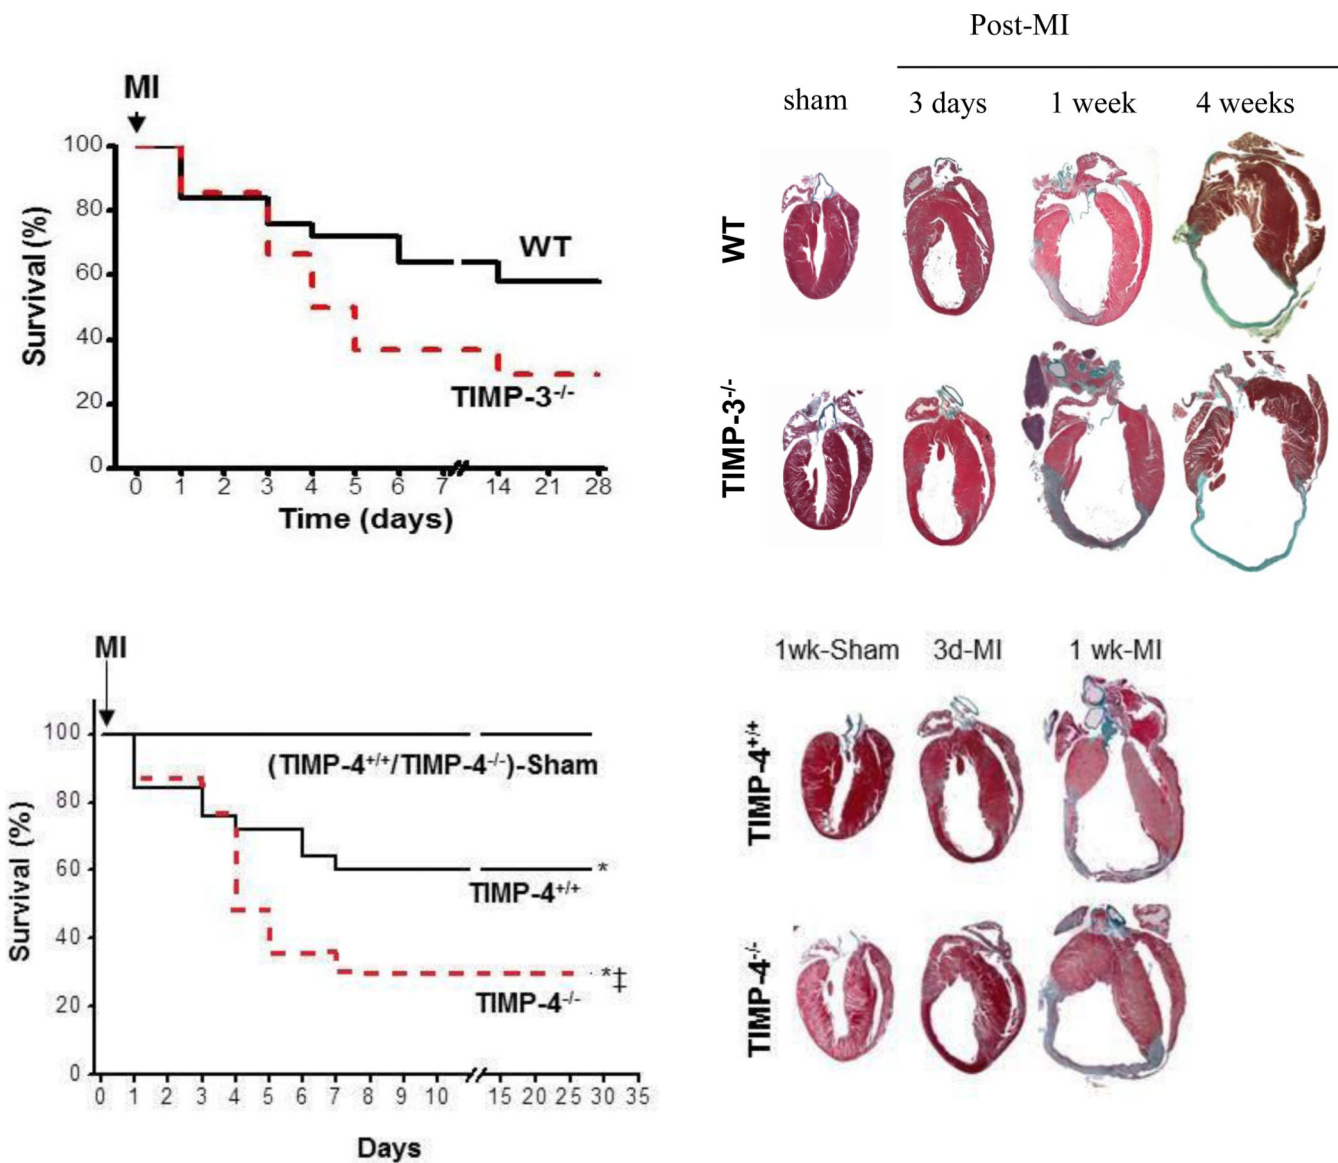 Post-MI
MI
sham 3 days 1 week 4 weeks
100
80
60
40
20
0
Survival (%)
WT
TIMP-3-/-
0 1 2 3 4 5 6 7 14 21 28
Time (days)
WT
TIMP-3-/-
MI
100
80
60
40
20
0
Survival (%)
(TIMP-4+/+/TIMP-4-/-)-Sham
*
TIMP-4+/+
*‡
TIMP-4-/-
0 1 2 3 4 5 6 7 8 9 10 15 20 25 30 35
Days
1wk-Sham 3d-MI 1 wk-MI
TIMP-4+/+
TIMP-4-/-